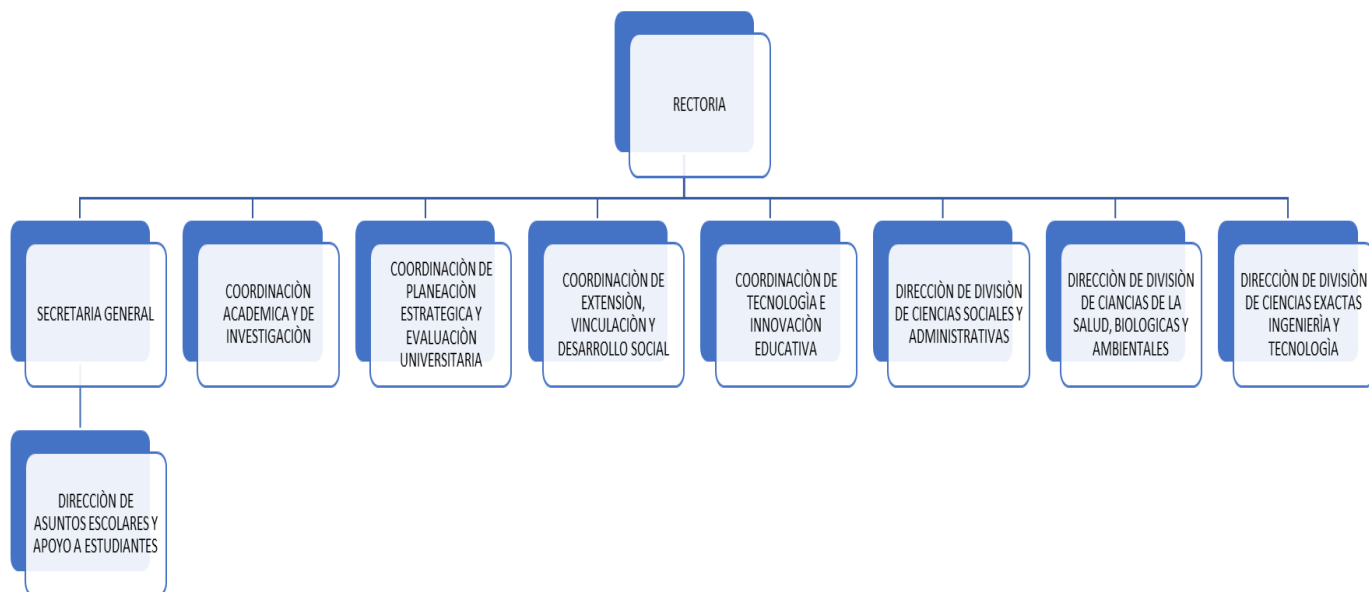 RECTORIA
SECRETARIA GENERAL
COORDINACIÒN
ACADEMICA Y DE
INVESTIGACIÒN
COORDINACIÒN DE
PLANEACIÒN
ESTRATEGICA Y
EVALUACIÒN
UNIVERSITARIA
COORDINACIÒN DE
EXTENSIÒN,
VINCULACIÒN Y
DESARROLLO SOCIAL
COORDINACIÒN DE
TECNOLOGÌA E
INNOVACIÒN
EDUCATIVA
DIRECCIÒN DE DIVISIÒN
DE CIENCIAS SOCIALES Y
ADMINISTRATIVAS
DIRECCIÒN DE DIVISIÒN
DE CIANCIAS DE LA
SALUD, BIOLOGICAS Y
AMBIENTALES
DIRECCIÒN DE DIVISIÒN
DE CIENCIAS EXACTAS
INGENIERÌA Y
TECNOLOGÌA
DIRECCIÒN DE
ASUNTOS ESCOLARES Y
APOYO A ESTUDIANTES